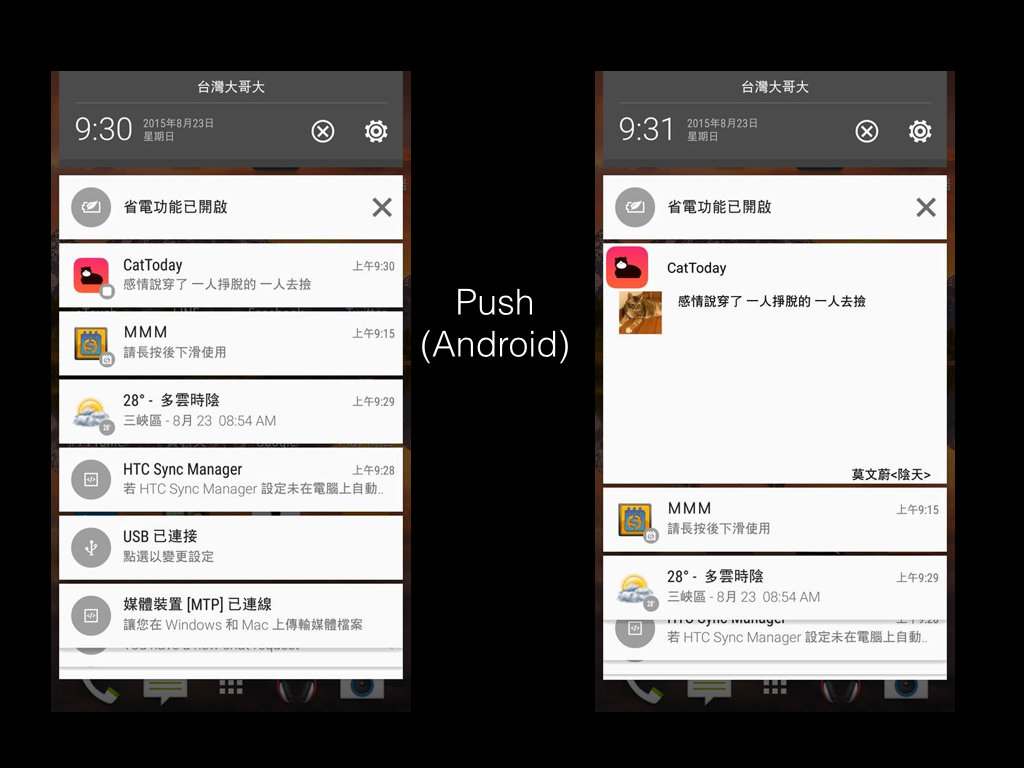 台灣大哥大
9:30
2015年8月23日
星期日
省電功能已開啟
CatToday
上午9:30
感情說穿了 一人掙脫的 一人去撿
MMM
上午9:15
請長按後下滑使用
28° - 多雲時陰
上午9:29
三峽區 - 8月 23 08:54 AM
28°
HTC Sync Manager
上午9:28
若 HTC Sync Manager 設定未在電腦上自動..
USB 已連接
點選以變更設定
媒體裝置 [MTP] 已連線
讓您在 Windows 和 Mac 上傳輸媒體檔案
You have a new chat request
Push
(Android)
台灣大哥大
9:31
2015年8月23日
星期日
省電功能已開啟
CatToday
感情說穿了 一人掙脫的 一人去撿
莫文蔚<陰天>
MMM
上午9:15
請長按後下滑使用
28° - 多雲時陰
上午9:29
三峽區 - 8月 23 08:54 AM
28°
HTC Sync Manager
上午9:28
若 HTC Sync Manager 設定未在電腦上自動..